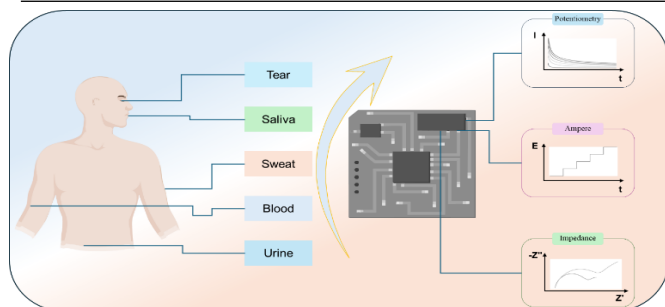 Tear
Saliva
Sweat
Blood
Urine
Potentiometry
I
t
Ampere
E
t
Impedance
-Z''
Z'